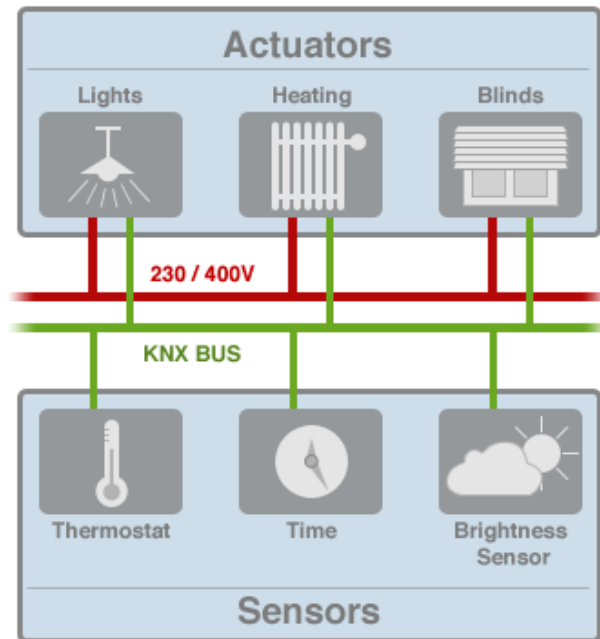 Actuators
Lights
Heating
Blinds
230 / 400V
KNX BUS
Thermostat
Time
Brightness
Sensor
Sensors